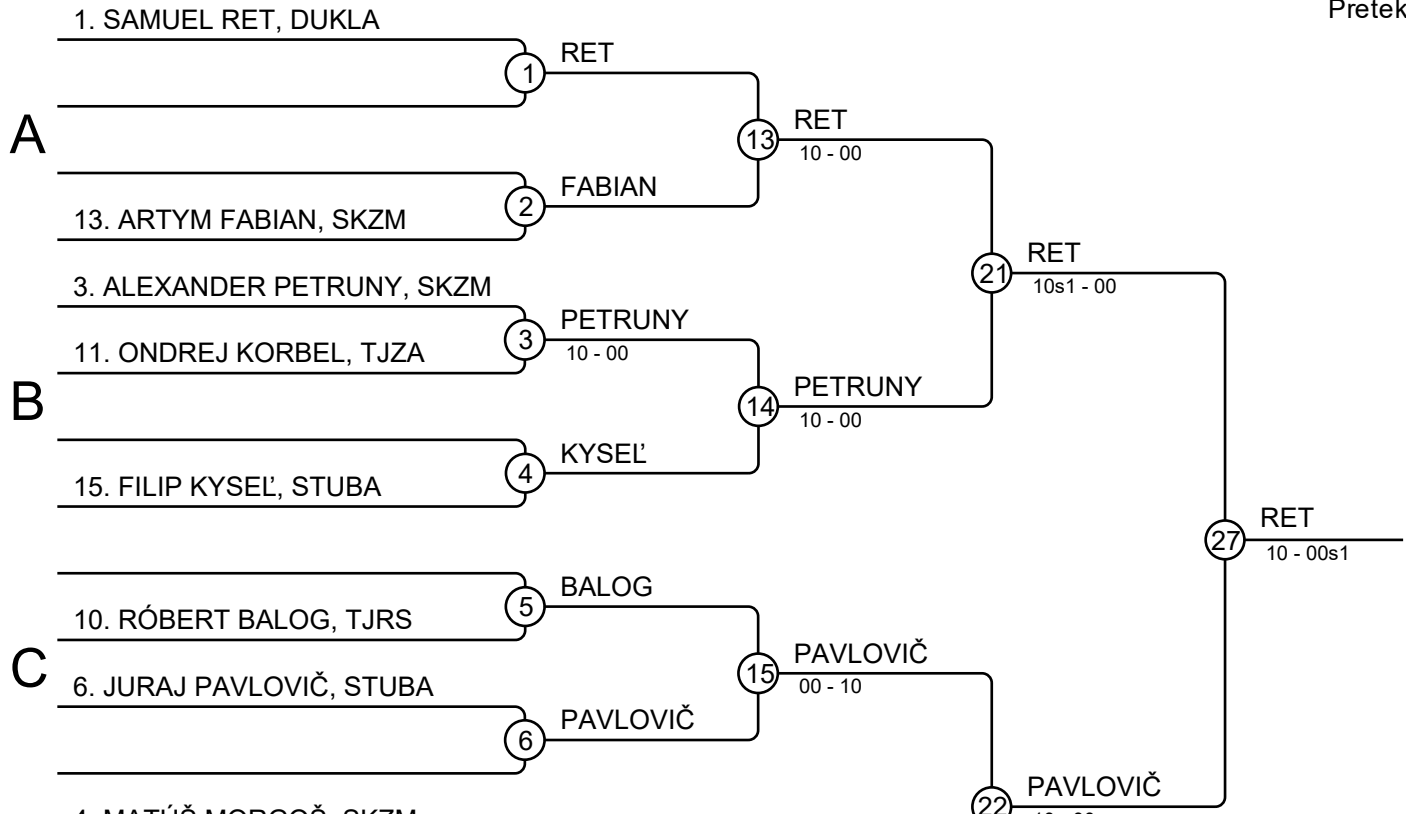 Pretek
1. SAMUEL RET, DUKLA
1
RET
A
13
RET
10 - 00
2
FABIAN
13. ARTYM FABIAN, SKZM
21
RET
10s1 - 00
3. ALEXANDER PETRUNY, SKZM
3
PETRUNY
10 - 00
11. ONDREJ KORBEL, TJZA
B
14
PETRUNY
10 - 00
4
KYSEĽ
15. FILIP KYSEĽ, STUBA
27
RET
10 - 00s1
5
BALOG
10. RÓBERT BALOG, TJRS
C
15
PAVLOVIČ
00 - 10
6. JURAJ PAVLOVIČ, STUBA
6
PAVLOVIČ
22
PAVLOVIČ